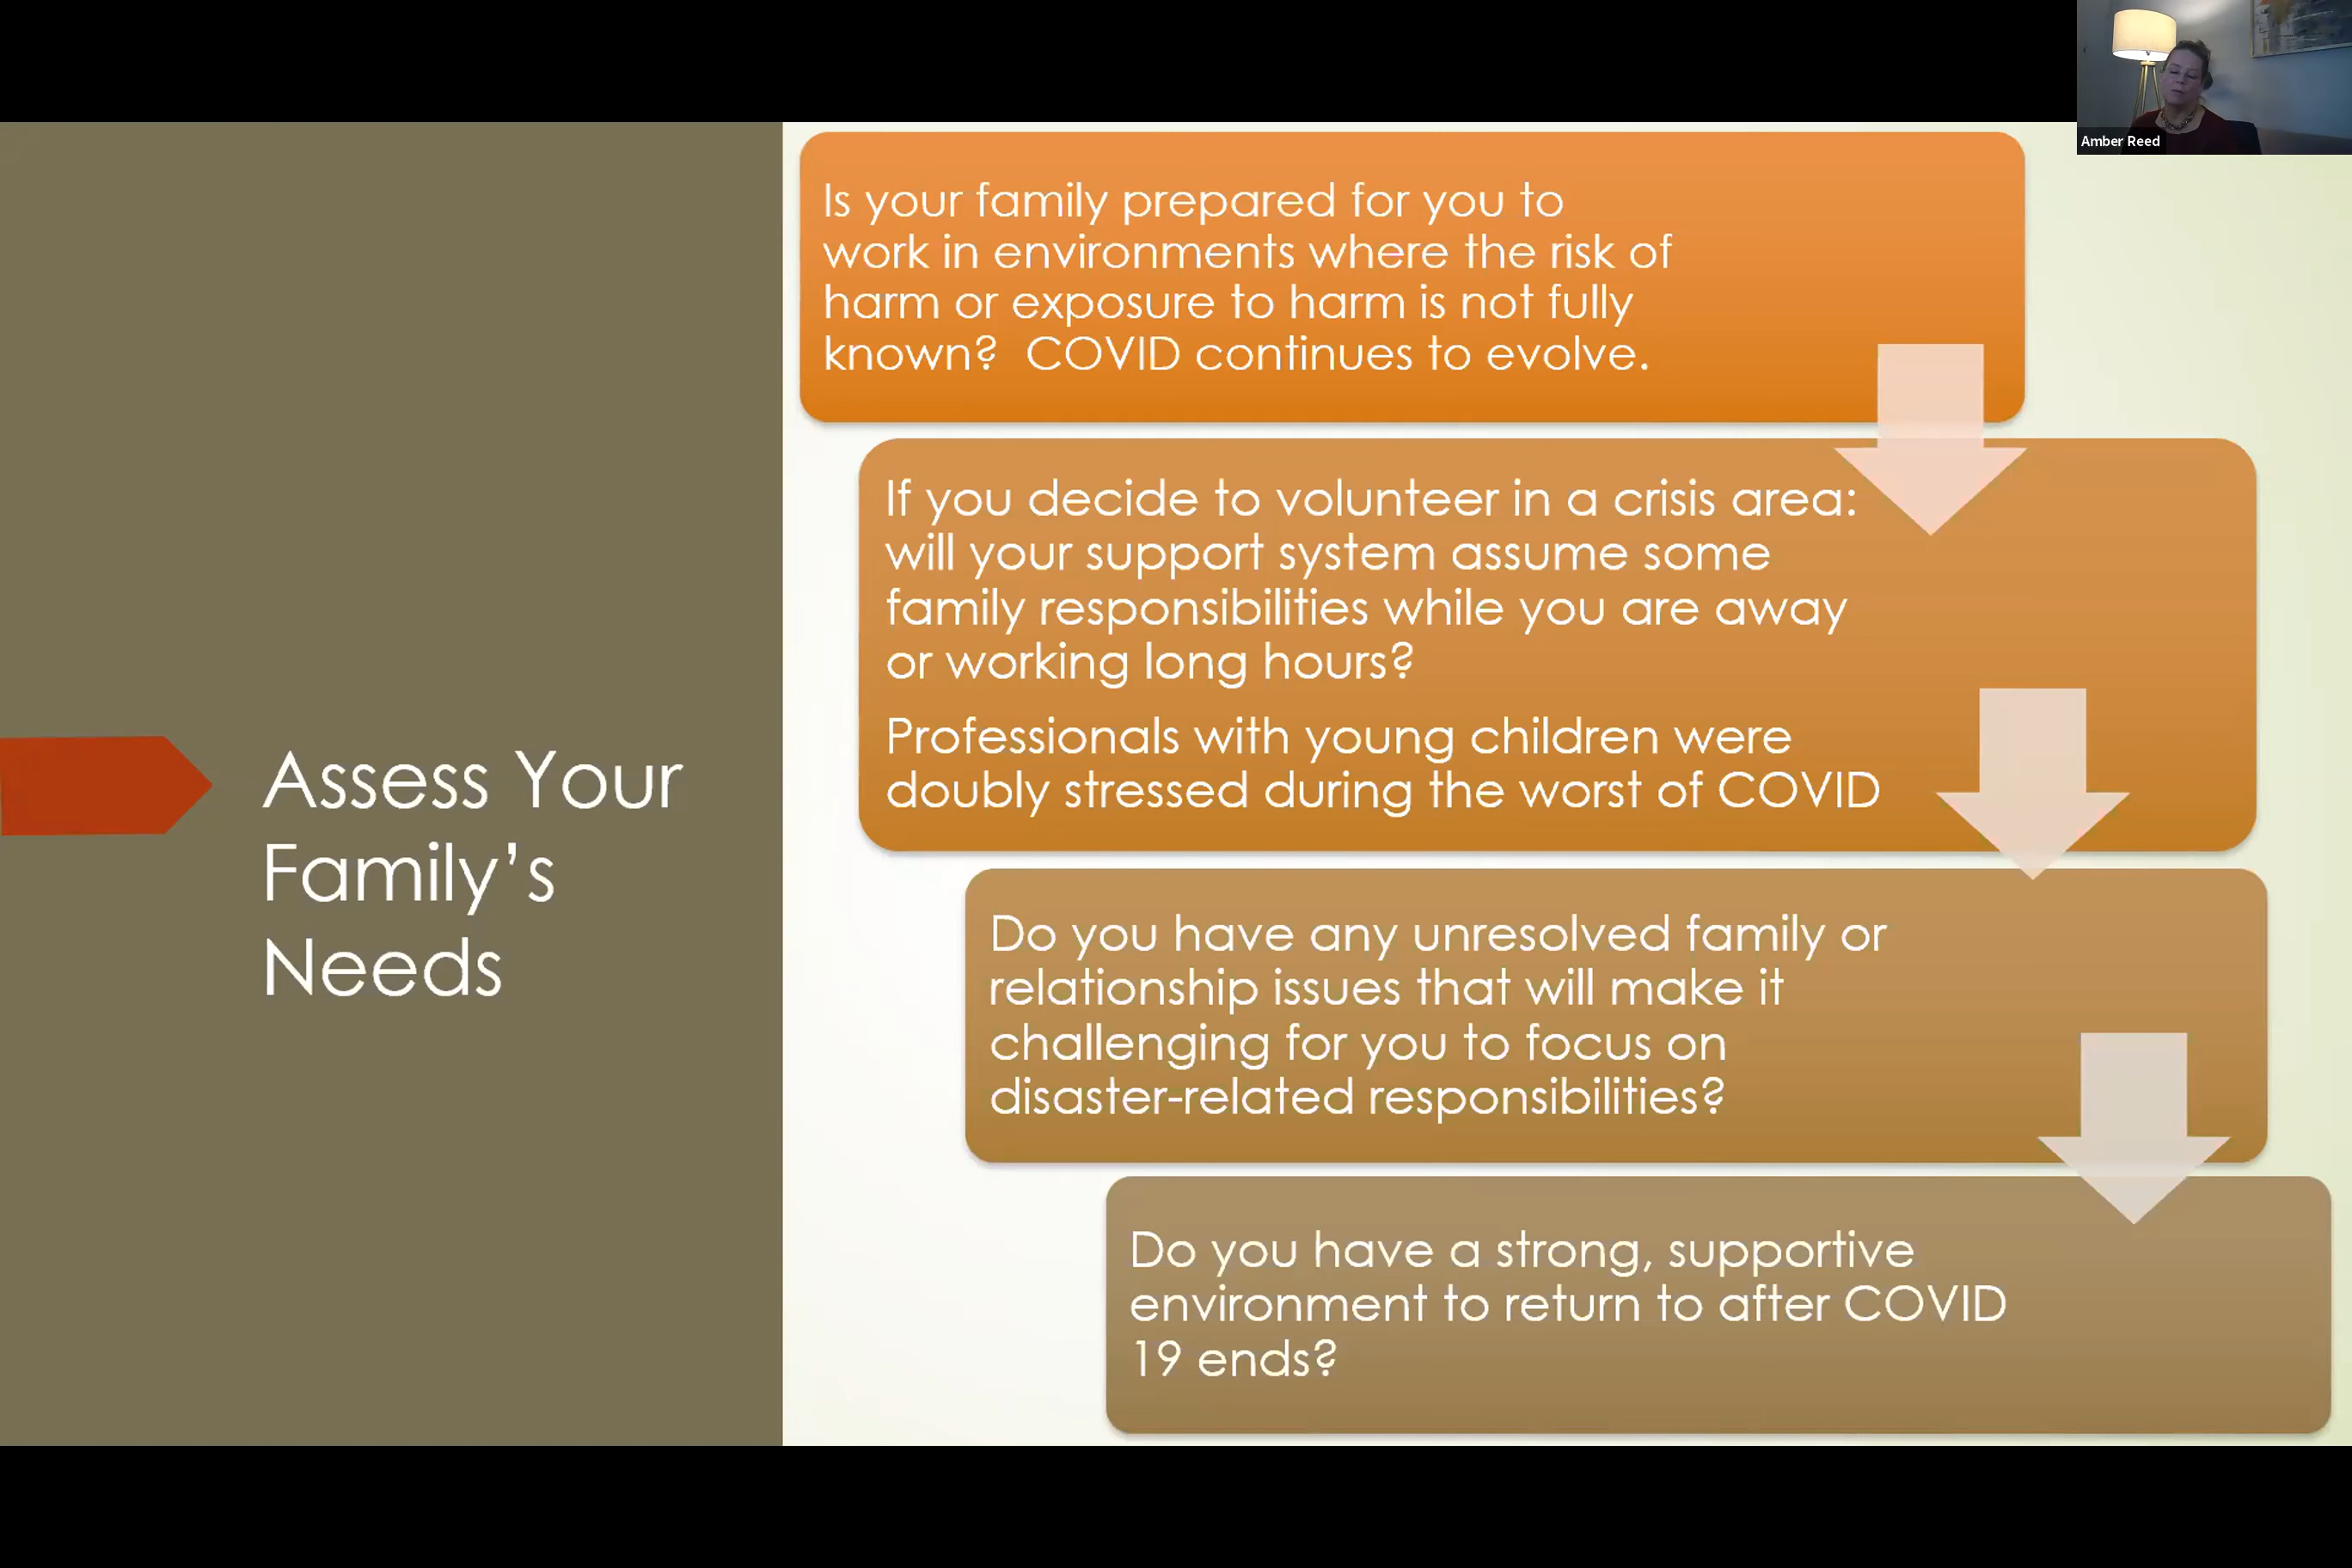 Amber Reed
Assess Your
Family’s
Needs
Is your family prepared for you to
work in environments where the risk of
harm or exposure to harm is not fully
known?  COVID continues to evolve.
If you decide to volunteer in a crisis area:
will your support system assume some
family responsibilities while you are away
or working long hours?
Professionals with young children were
doubly stressed during the worst of COVID
Do you have any unresolved family or
relationship issues that will make it
challenging for you to focus on
disaster-related responsibilities?
Do you have a strong, supportive
environment to return to after COVID
19 ends?